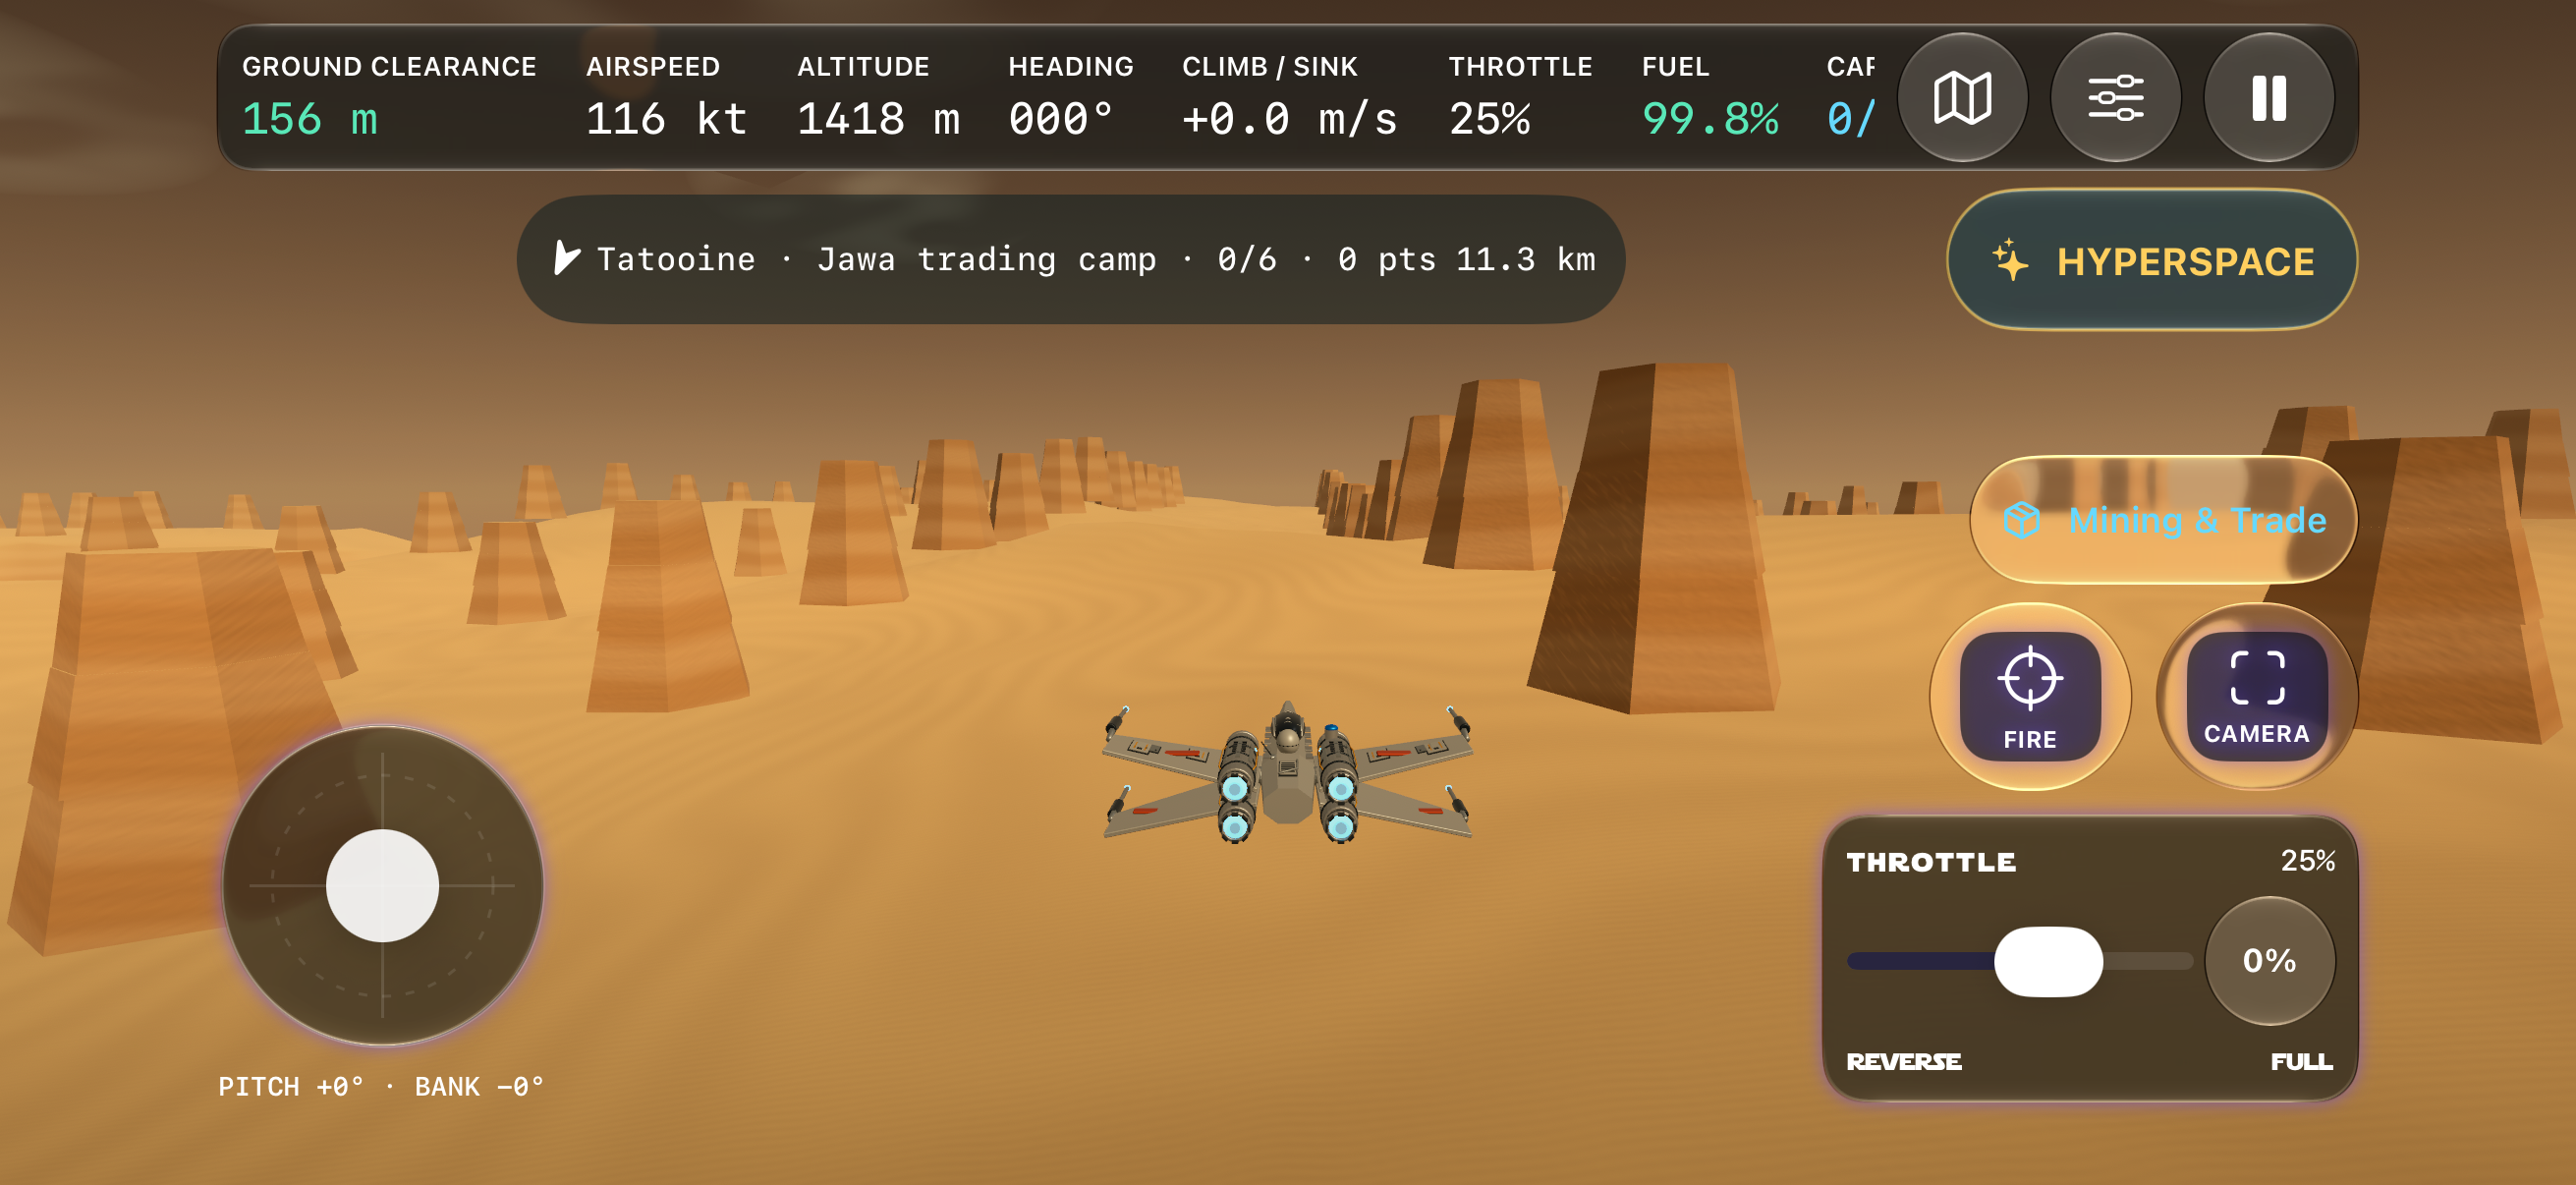 GROUND CLEARANCE AIRSPEED ALTITUDE HEADING CLIMB / SINK THROTTLE FUEL
156 m 116 kt 1418 m 000° +0.0 m/s 25% 99.8% 0/
Tatooine · Jawa trading camp · 0/6 · 0 pts 11.3 km
HYPERSPACE
Mining & Trade
FIRE CAMERA
THROTTLE 25%
0%
REVERSE FULL
PITCH +0° · BANK −0°